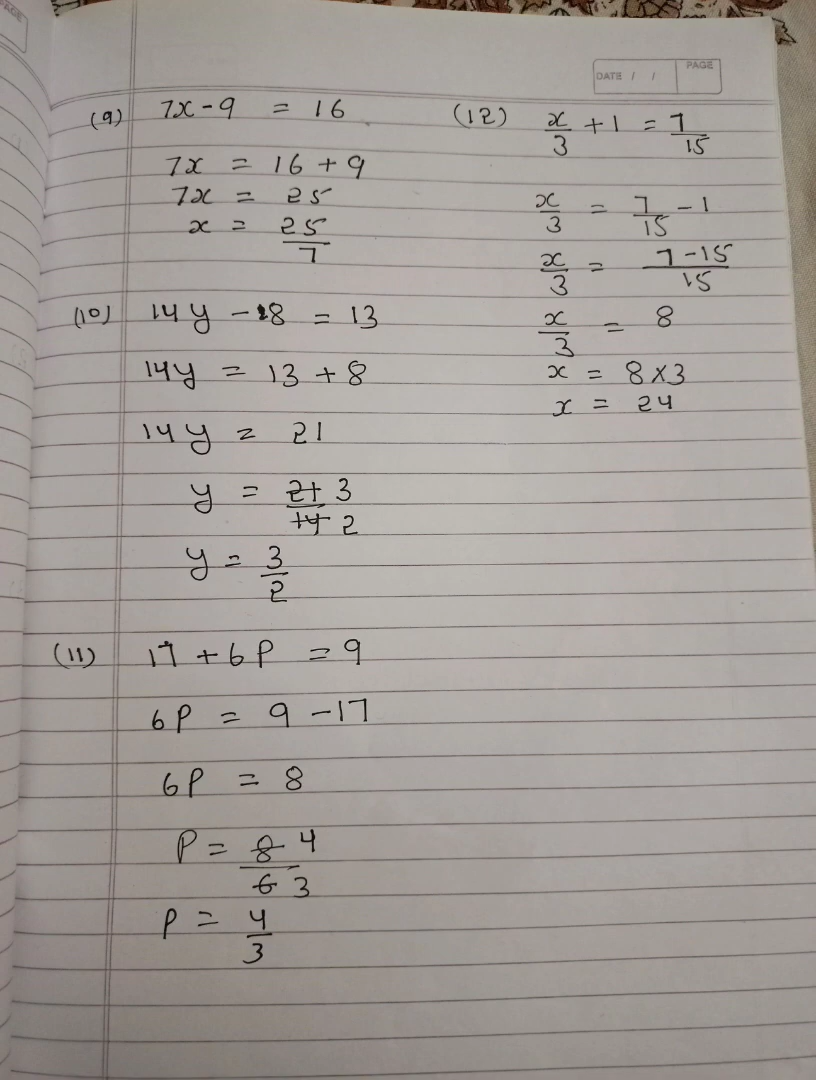 PAGE
DATE / /
PAGE
(9) 7x - 9 = 16
7x = 16 + 9
7x = 25
x = 25/7
(10) 14y - 8 = 13
14y = 13 + 8
14y = 21
y = 21/14 3/2
y = 3/2
(11) 17 + 6P = 9
6P = 9 - 17
6P = 8
P = 8/6 4/3
P = 4/3
(12) x/3 + 1 = 7/15
x/3 = 7/15 - 1
x/3 = 7-15/15
x/3 = 8
x = 8 × 3
x = 24